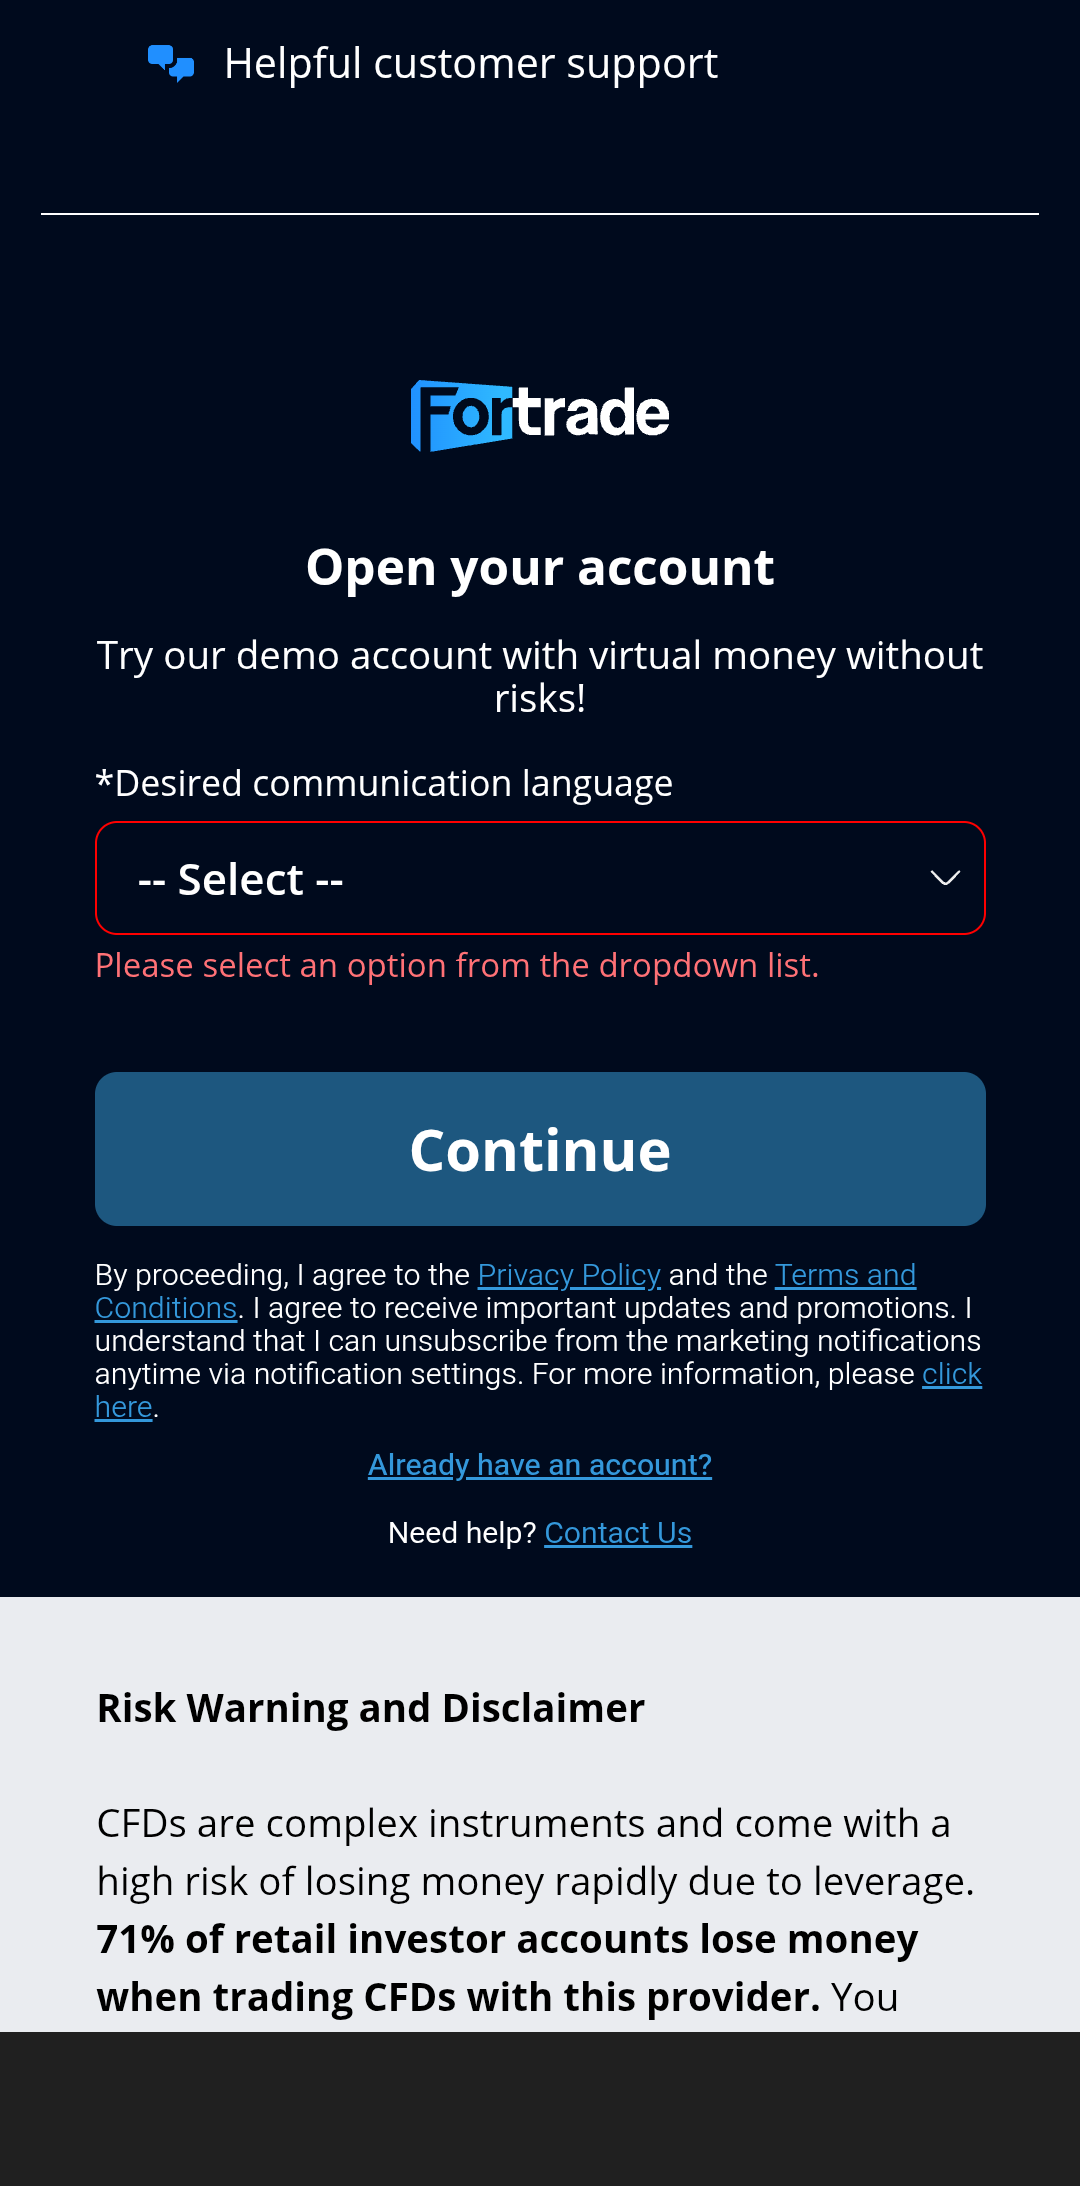 Helpful customer support
Fortrade
Open your account
Try our demo account with virtual money without
risks!
*Desired communication language
-- Select --
Please select an option from the dropdown list.
Continue
By proceeding, I agree to the Privacy Policy and the Terms and
Conditions. I agree to receive important updates and promotions. I
understand that I can unsubscribe from the marketing notifications
anytime via notification settings. For more information, please click
here.
Already have an account?
Need help? Contact Us
Risk Warning and Disclaimer
CFDs are complex instruments and come with a
high risk of losing money rapidly due to leverage.
71% of retail investor accounts lose money
when trading CFDs with this provider. You